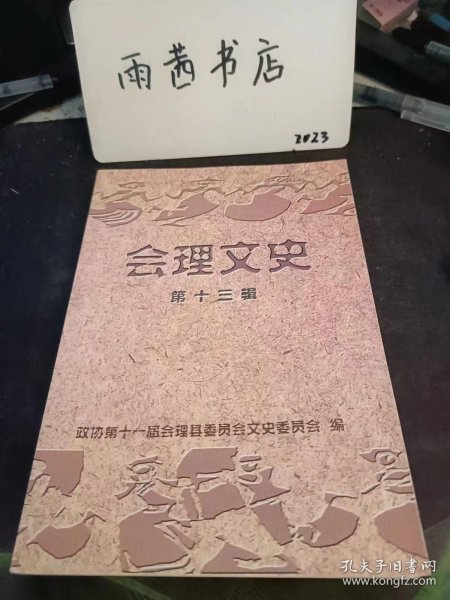 雨茜书店
2023
会理文史
第十三辑
政协第十一届会理县委员会文史委员会 编
孔夫子旧书网
www.kongfz.com